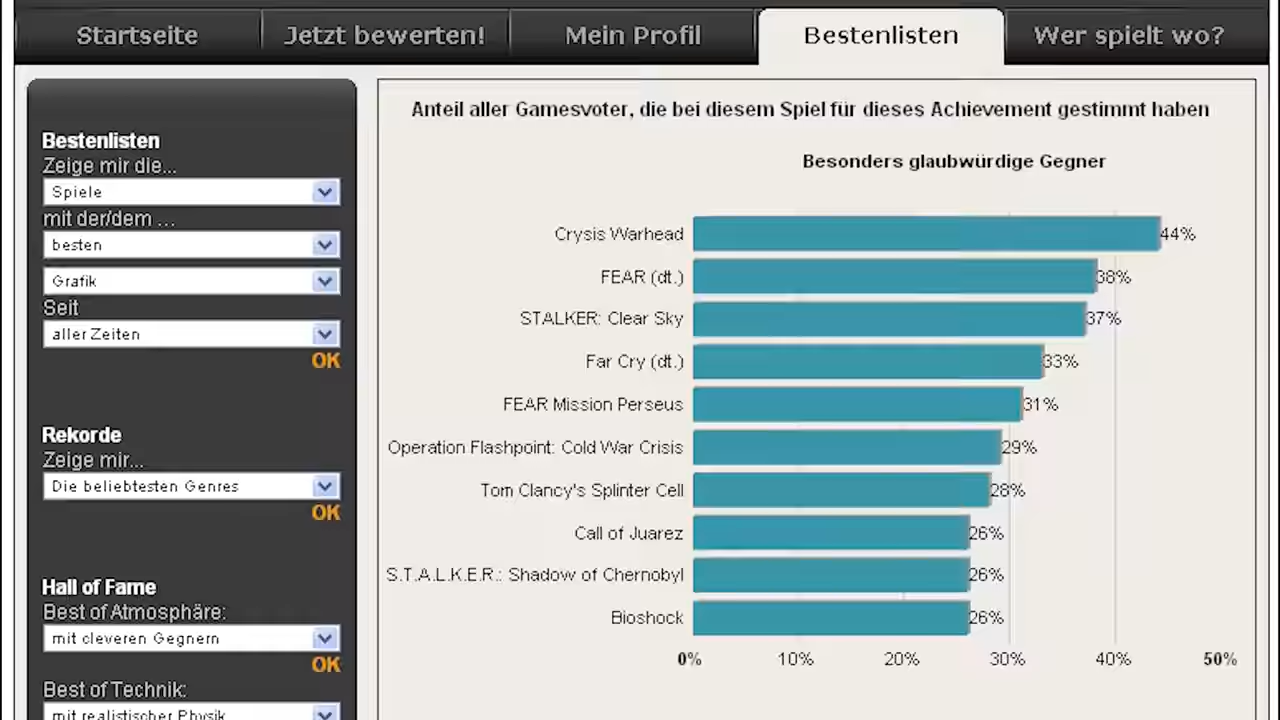 Startseite
Jetzt bewerten!
Mein Profil
Bestenlisten
Wer spielt wo?
Bestenlisten
Zeige mir die...
Spiele
mit der/dem ...
besten
Grafik
Seit
aller Zeiten
OK
Rekorde
Zeige mir...
Die beliebtesten Genres
OK
Hall of Fame
Best of Atmosphäre:
mit cleveren Gegnern
OK
Best of Technik:
mit realistischer Physik
Anteil aller Gamesvoter, die bei diesem Spiel für dieses Achievement gestimmt haben
Besonders glaubwürdige Gegner
Crysis Warhead 44%
FEAR (dt.) 38%
STALKER: Clear Sky 37%
Far Cry (dt.) 33%
FEAR Mission Perseus 31%
Operation Flashpoint: Cold War Crisis 29%
Tom Clancy's Splinter Cell 28%
Call of Juarez 26%
S.T.A.L.K.E.R.: Shadow of Chernobyl 26%
Bioshock 26%
0% 10% 20% 30% 40% 50%